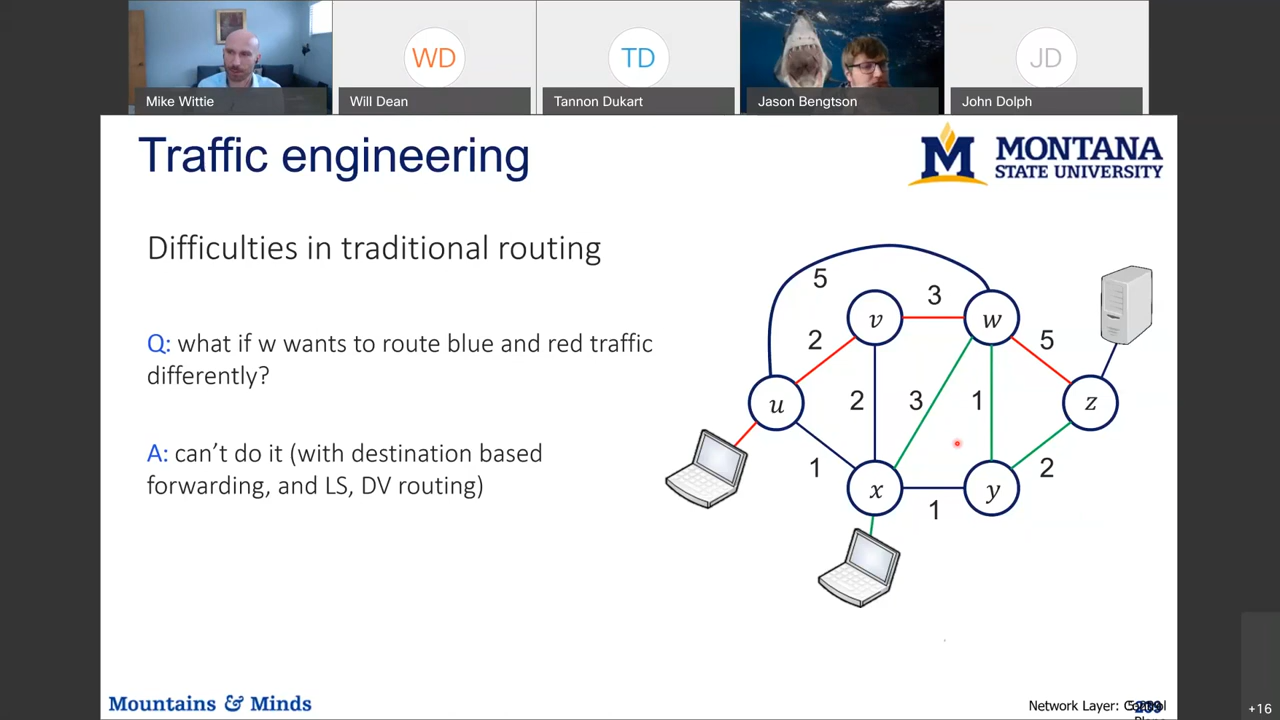 WD
TD
JD
Mike Wittie
Will Dean
Tannon Dukart
Jason Bengtson
John Dolph
Traffic engineering
M MONTANA
STATE UNIVERSITY
Difficulties in traditional routing
Q: what if w wants to route blue and red traffic
differently?
A: can't do it (with destination based
forwarding, and LS, DV routing)
5
3
v
w
2
5
u
2
3
1
z
1
2
x
y
1
Mountains & Minds
Network Layer: Control
Plane
+16